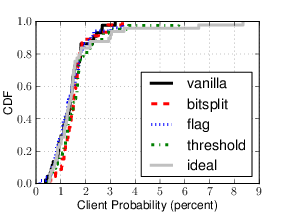 1.0
0.8
0.6
0.4
0.2
0.0
CDF
vanilla
bitsplit
flag
threshold
ideal
0 1 2 3 4 5 6 7 8 9
Client Probability (percent)